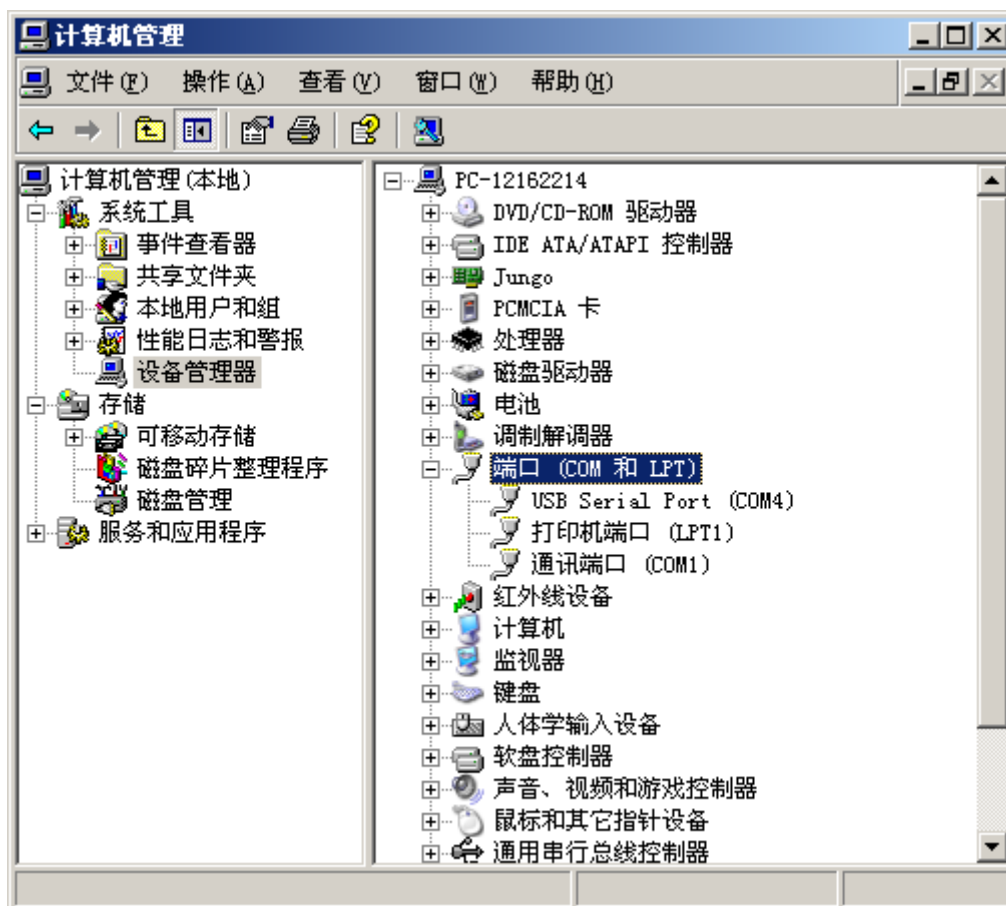 计算机管理
文件(F) 操作(A) 查看(V) 窗口(W) 帮助(H)
计算机管理(本地)
系统工具
事件查看器
共享文件夹
本地用户和组
性能日志和警报
设备管理器
存储
可移动存储
磁盘碎片整理程序
磁盘管理
服务和应用程序
PC-12162214
DVD/CD-ROM 驱动器
IDE ATA/ATAPI 控制器
Jungo
PCMCIA 卡
处理器
磁盘驱动器
电池
调制解调器
端口 (COM 和 LPT)
USB Serial Port (COM4)
打印机端口 (LPT1)
通讯端口 (COM1)
红外线设备
计算机
监视器
键盘
人体学输入设备
软盘控制器
声音、视频和游戏控制器
鼠标和其它指针设备
通用串行总线控制器